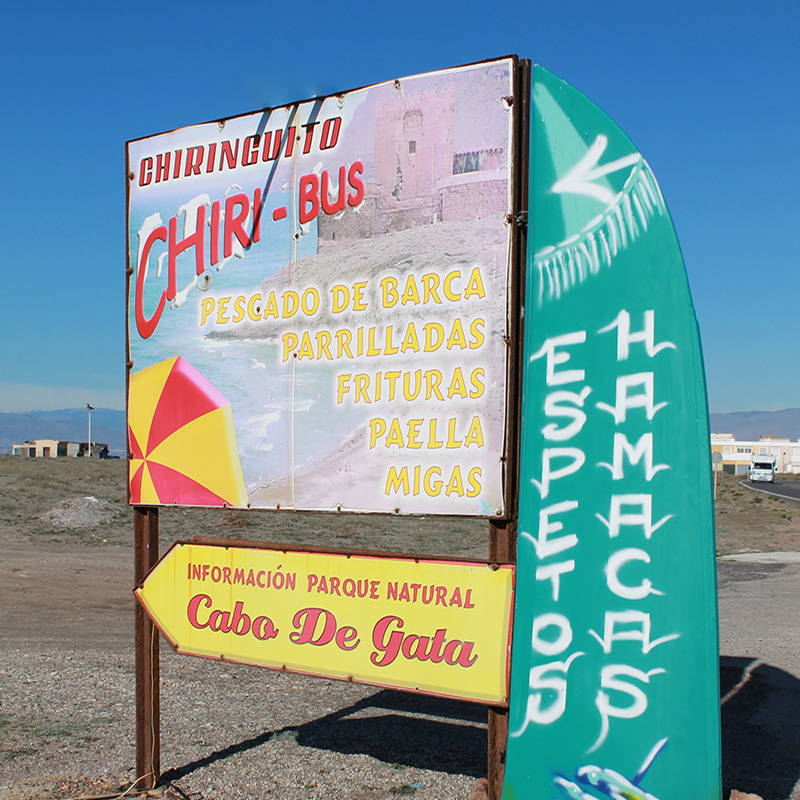 CHIRINGUITO
CHIRI-BUS
PESCADO DE BARCA
PARRILLADAS
FRITURAS
PAELLA
MIGAS
INFORMACIÓN PARQUE NATURAL
Cabo De Gata
ESPETOS
HAMACAS